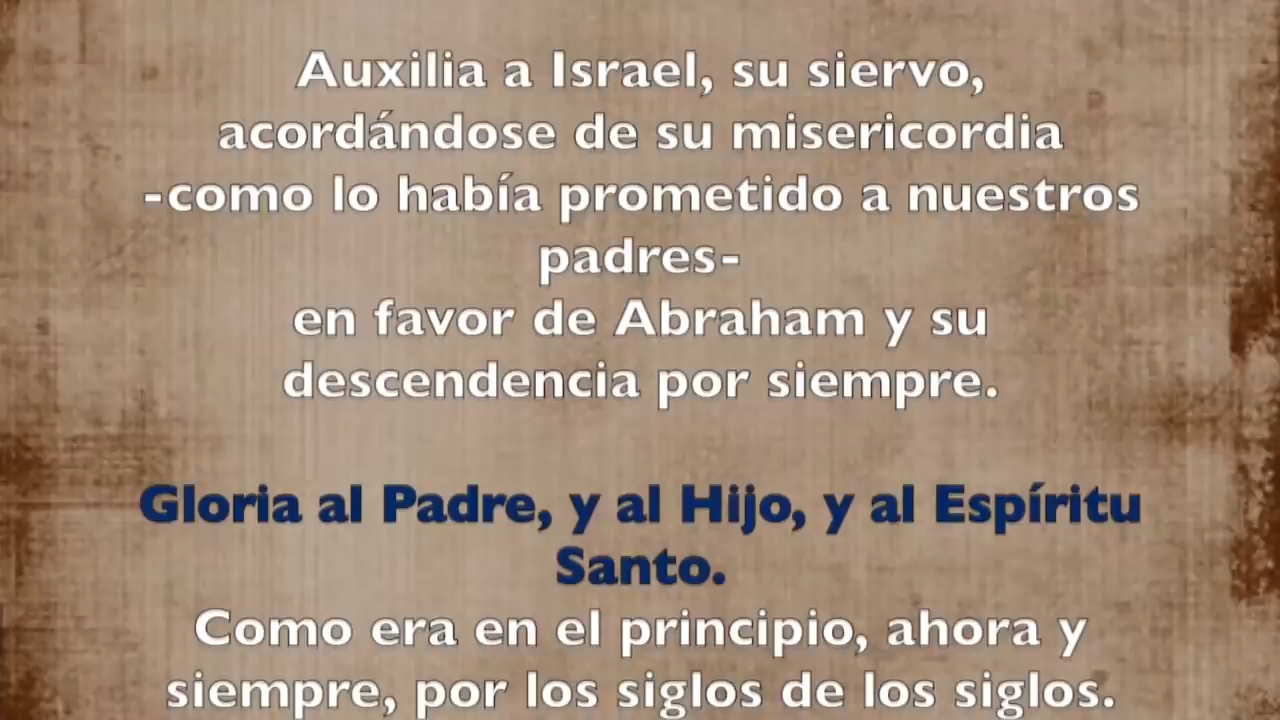 Auxilia a Israel, su siervo,
acordándose de su misericordia
-como lo había prometido a nuestros
padres-
en favor de Abraham y su
descendencia por siempre.
Gloria al Padre, y al Hijo, y al Espíritu
Santo.
Como era en el principio, ahora y
siempre, por los siglos de los siglos.